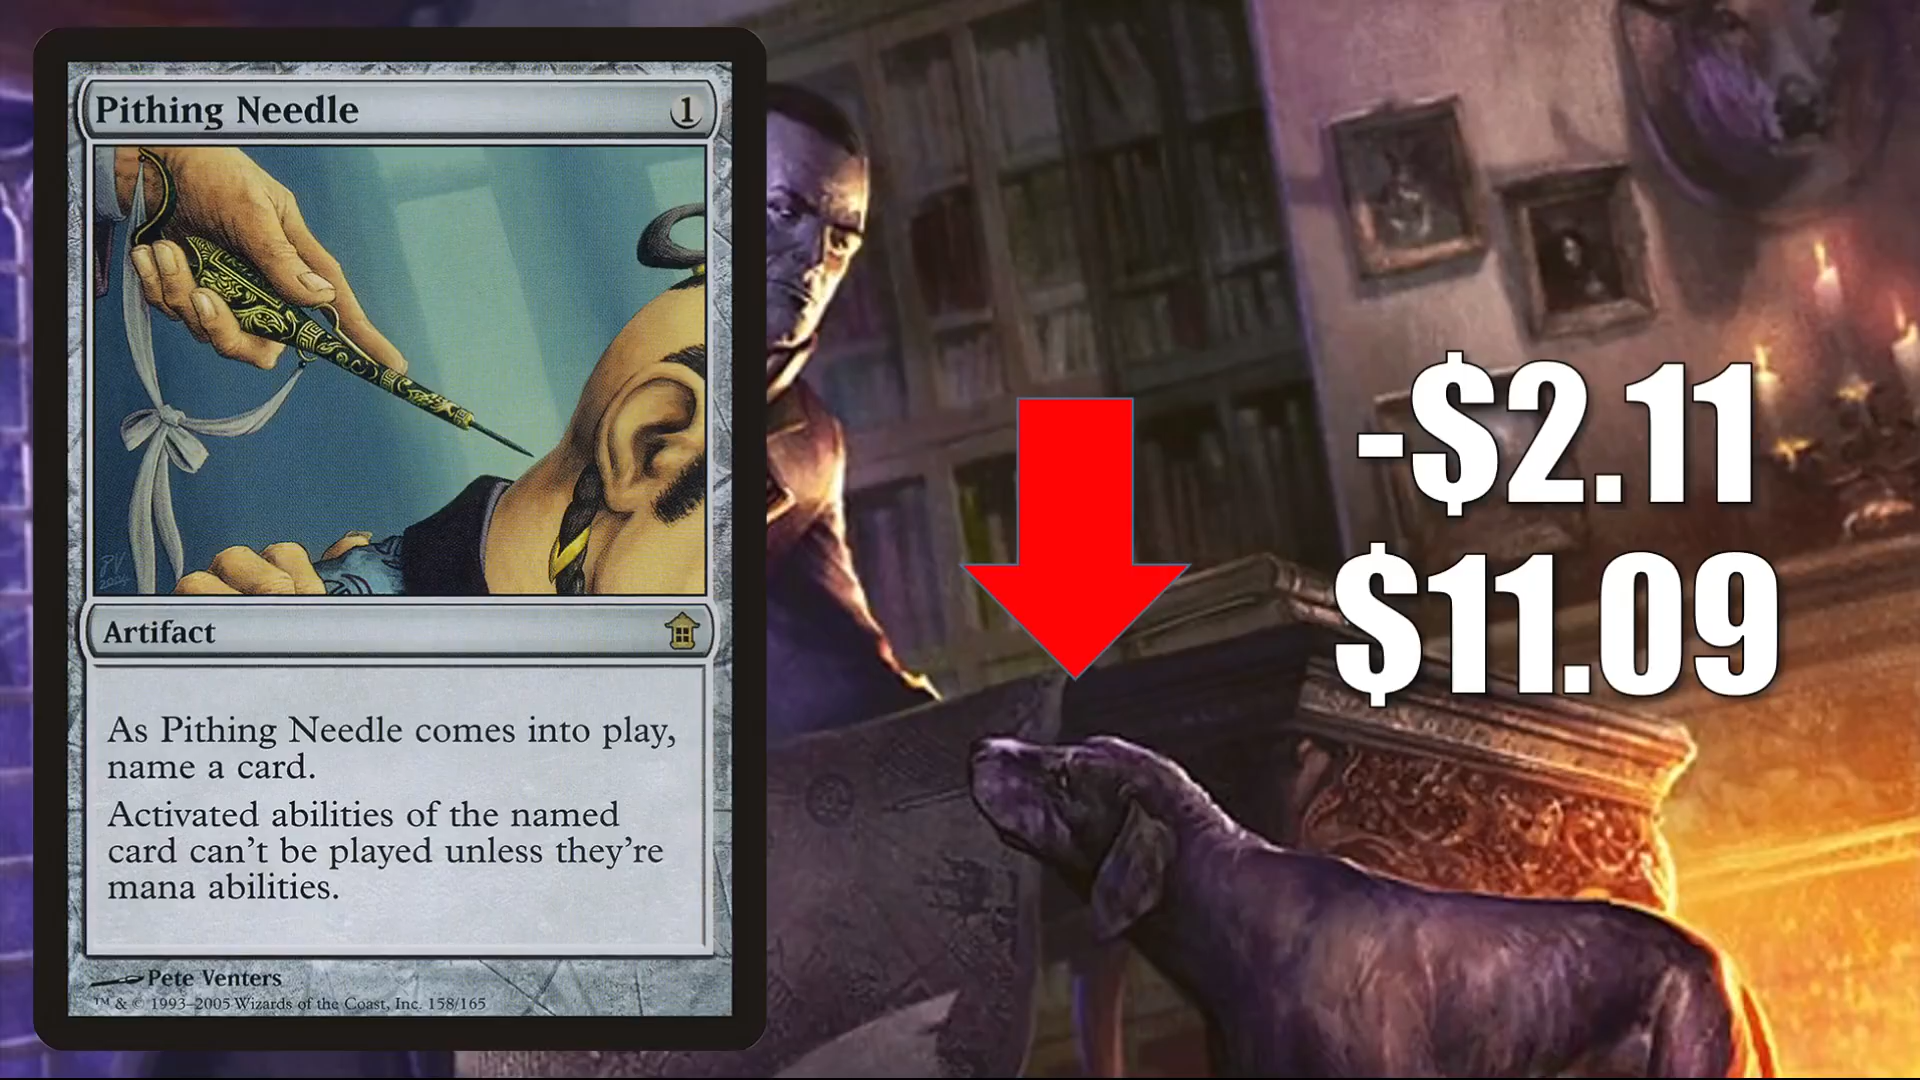 Pithing Needle
1
PV
2004
Artifact
As Pithing Needle comes into play,
name a card.
Activated abilities of the named
card can't be played unless they're
mana abilities.
Pete Venters
™ & © 1993–2005 Wizards of the Coast, Inc. 158/165
-$2.11
$11.09